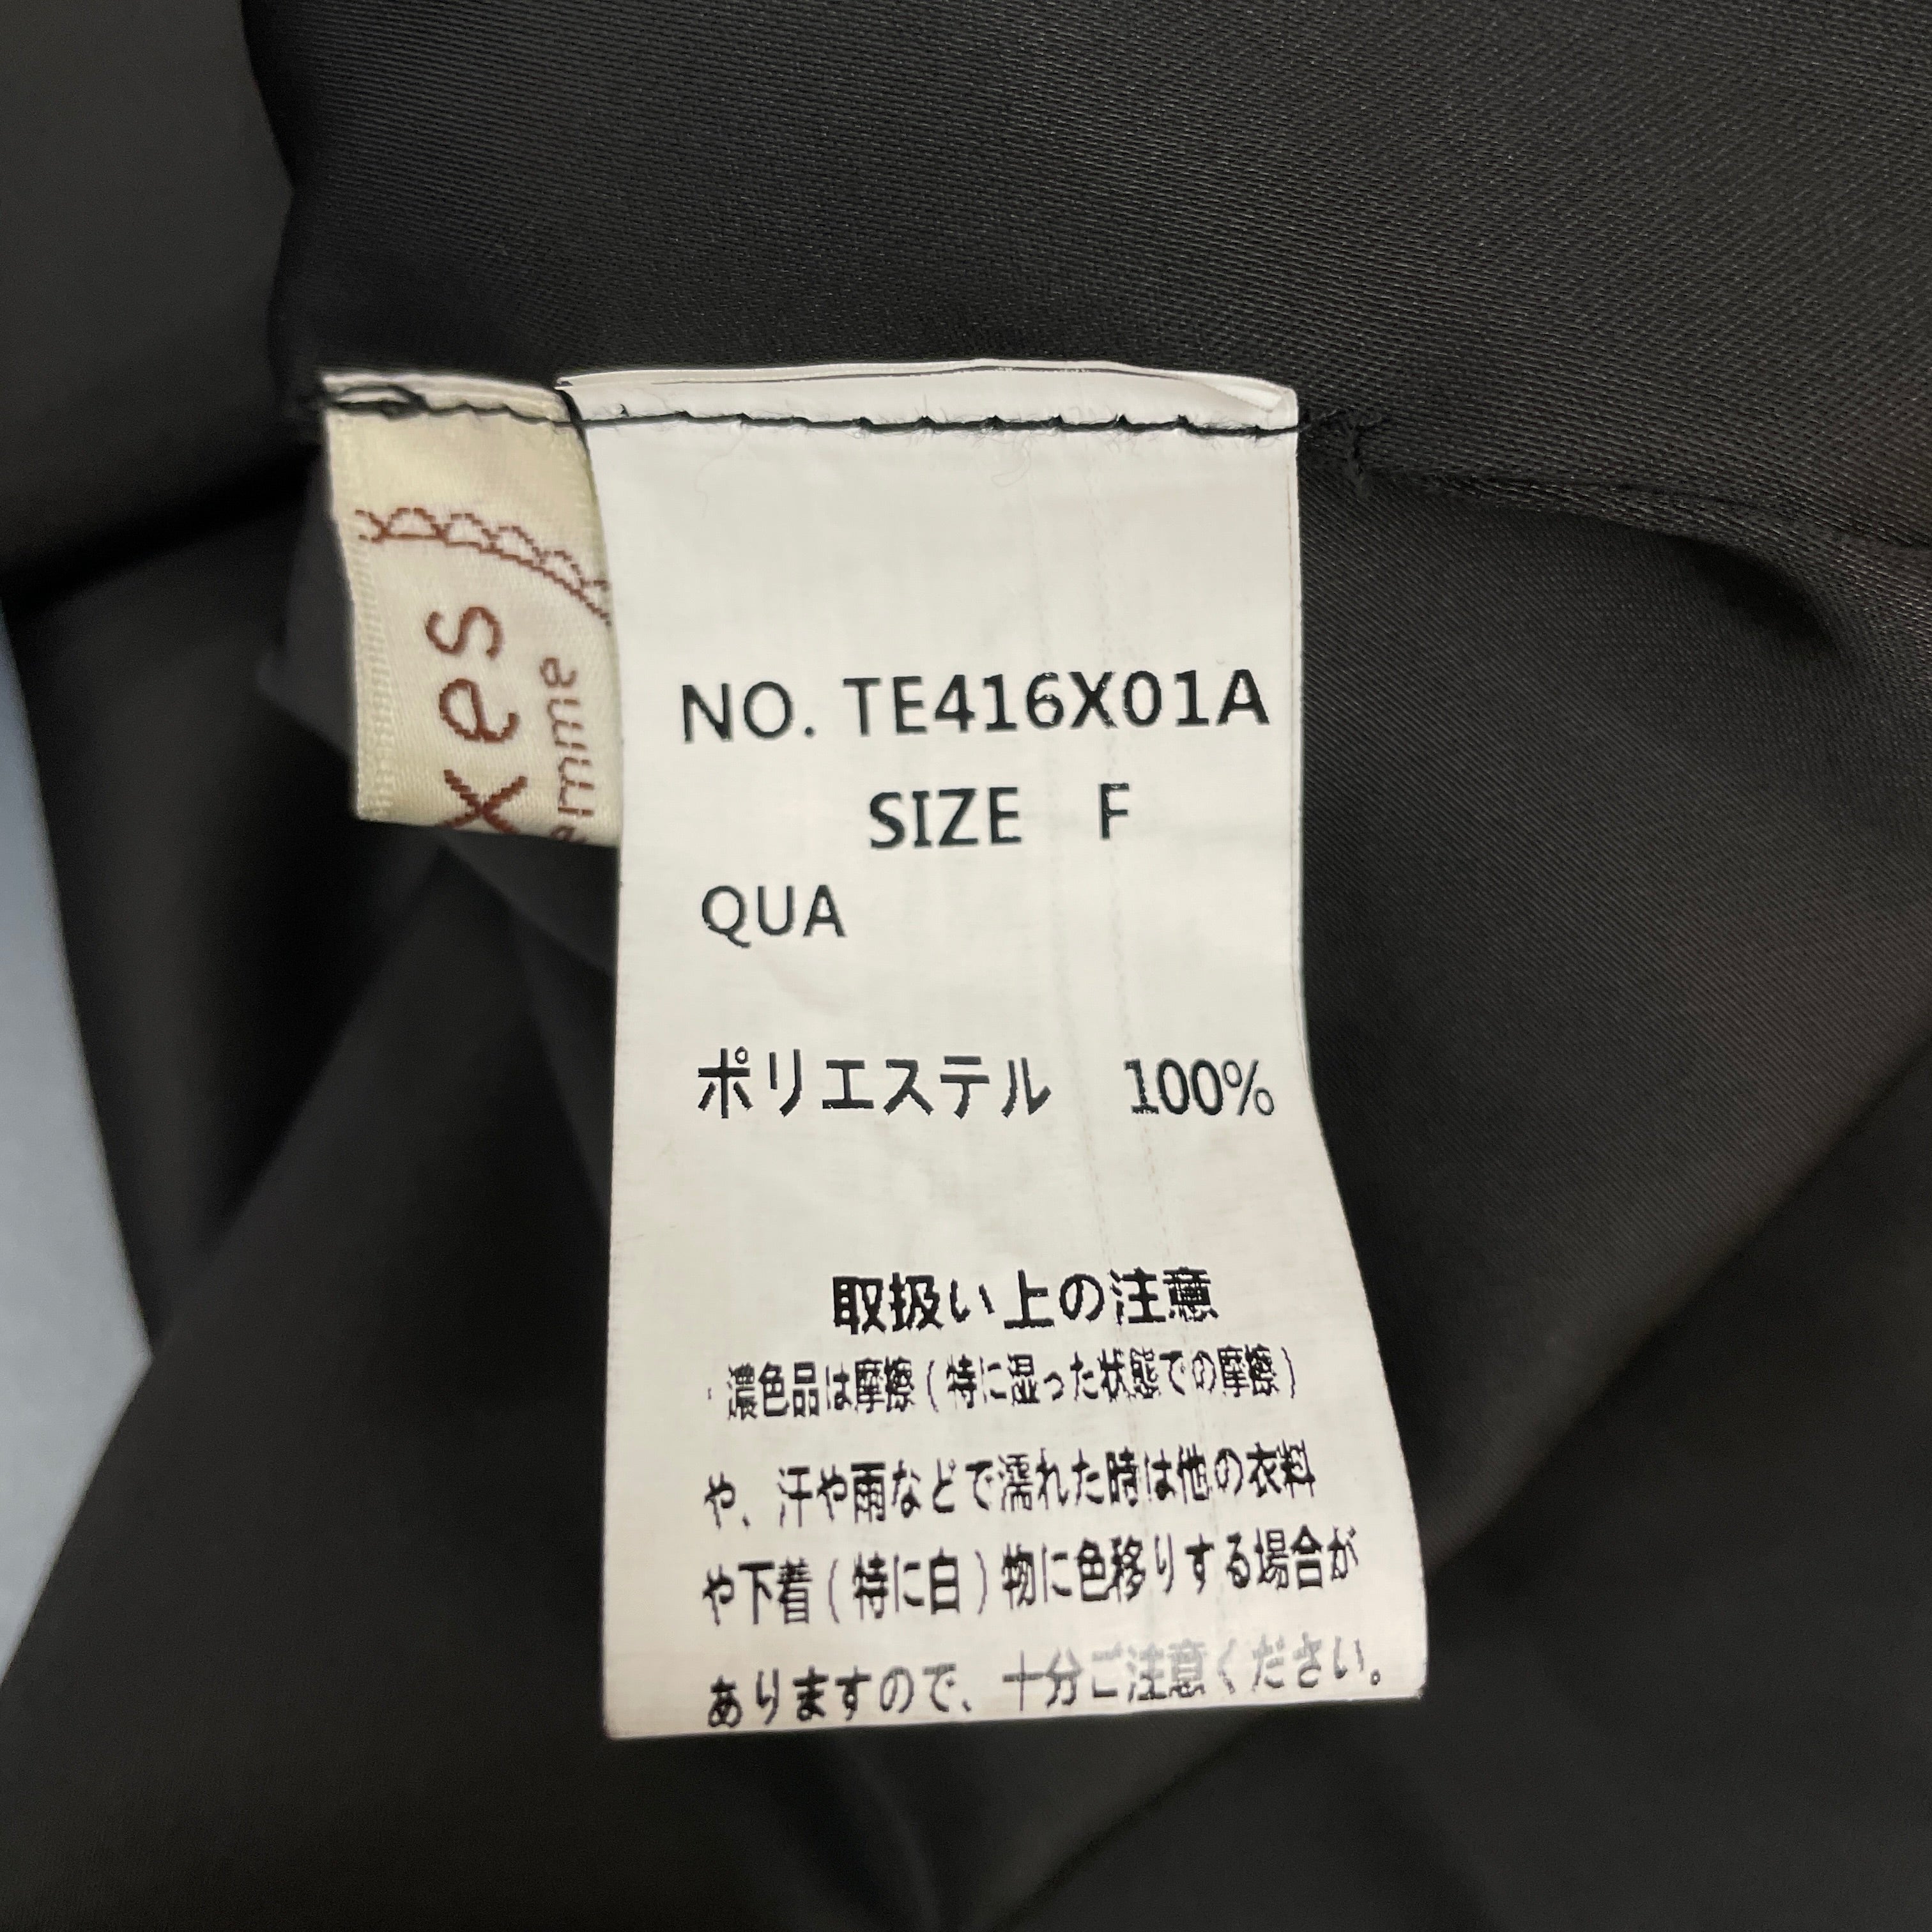 xes
emme
NO. TE416X01A
SIZE F
QUA
ポリエステル 100%
取扱い上の注意
・濃色品は摩擦(特に湿った状態での摩擦)
や、汗や雨などで濡れた時は他の衣料
や下着(特に白)物に色移りする場合が
ありますので、十分ご注意ください。